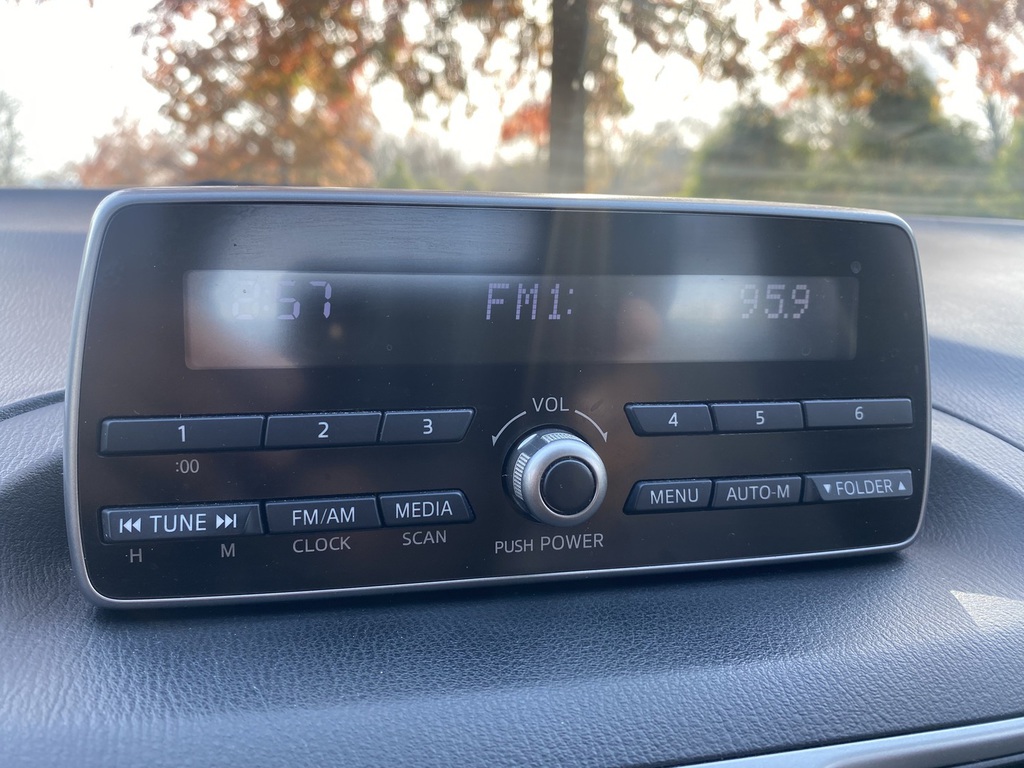 2:57 FM1: 95.9
VOL
1 2 3 4 5 6
:00
⏮ TUNE ⏭ FM/AM MEDIA MENU AUTO-M ▼ FOLDER ▲
H M CLOCK SCAN PUSH POWER